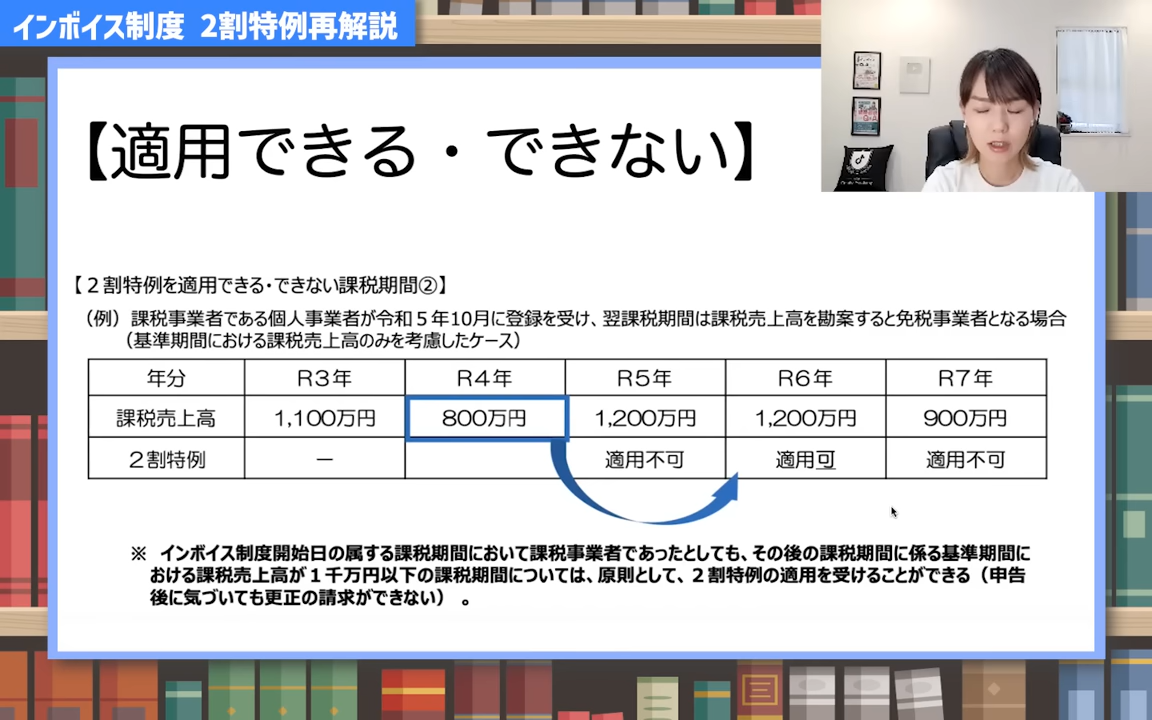 インボイス制度 2割特例再解説
【適用できる・できない】
【２割特例を適用できる・できない課税期間②】
（例）課税事業者である個人事業者が令和５年10月に登録を受け、翌課税期間は課税売上高を勘案すると免税事業者となる場合
（基準期間における課税売上高のみを考慮したケース）
年分 R3年 R4年 R5年 R6年 R7年
課税売上高 1,100万円 800万円 1,200万円 1,200万円 900万円
２割特例 － 適用不可 適用可 適用不可
※ インボイス制度開始日の属する課税期間において課税事業者であったとしても、その後の課税期間に係る基準期間に
おける課税売上高が１千万円以下の課税期間については、原則として、２割特例の適用を受けることができる（申告
後に気づいても更正の請求ができない）。